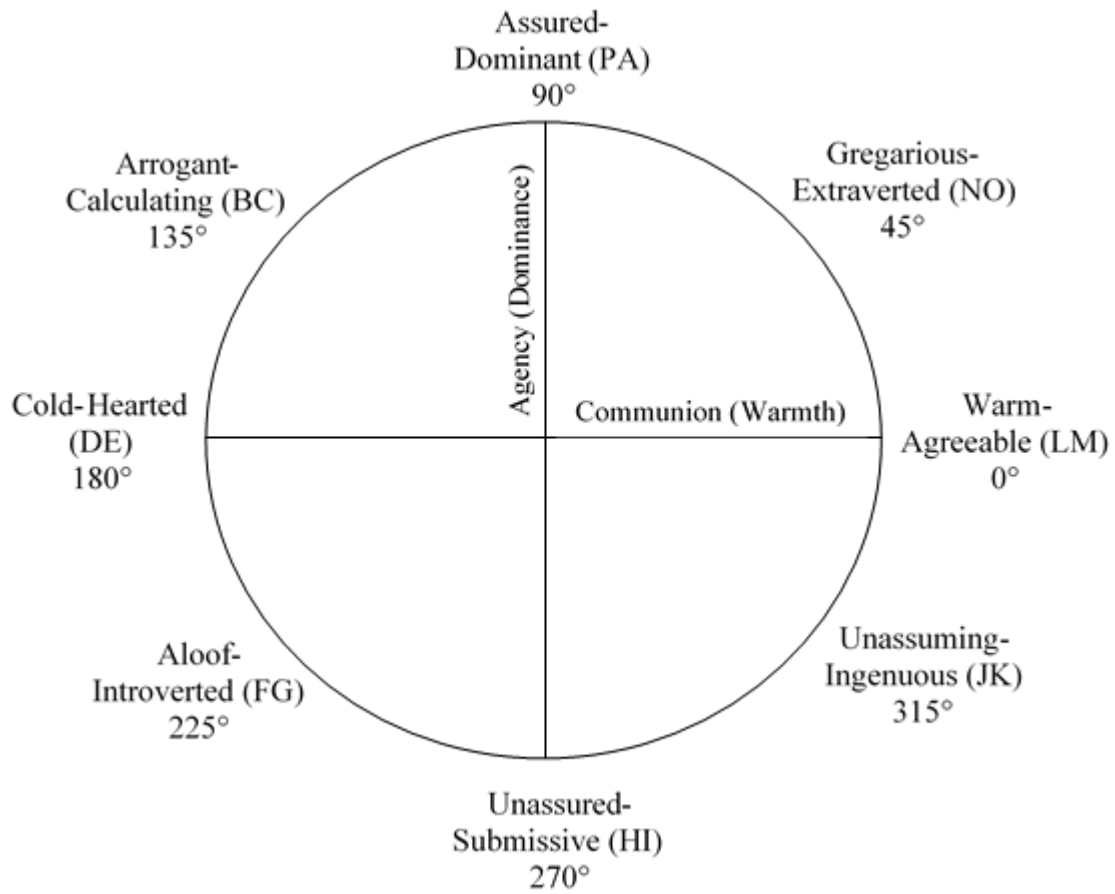 Assured-
Dominant (PA)
90°
Arrogant-
Calculating (BC)
135°
Gregarious-
Extraverted (NO)
45°
Agency (Dominance)
Communion (Warmth)
Cold-Hearted
(DE)
180°
Warm-
Agreeable (LM)
0°
Aloof-
Introverted (FG)
225°
Unassuming-
Ingenuous (JK)
315°
Unassured-
Submissive (HI)
270°